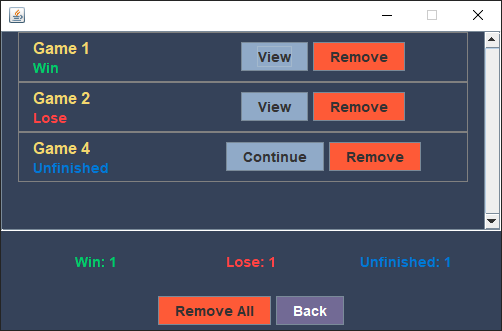 Game 1
Win
View Remove
Game 2
Lose
View Remove
Game 4
Unfinished
Continue Remove
Win: 1 Lose: 1 Unfinished: 1
Remove All Back